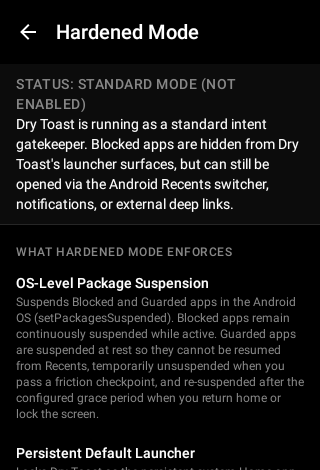 Hardened Mode
STATUS: STANDARD MODE (NOT
ENABLED)
Dry Toast is running as a standard intent
gatekeeper. Blocked apps are hidden from Dry
Toast's launcher surfaces, but can still be
opened via the Android Recents switcher,
notifications, or external deep links.
WHAT HARDENED MODE ENFORCES
OS-Level Package Suspension
Suspends Blocked and Guarded apps in the Android
OS (setPackagesSuspended). Blocked apps remain
continuously suspended while active. Guarded apps
are suspended at rest so they cannot be resumed
from Recents, temporarily unsuspended when you
pass a friction checkpoint, and re-suspended after the
configured grace period when you return home or
lock the screen.
Persistent Default Launcher